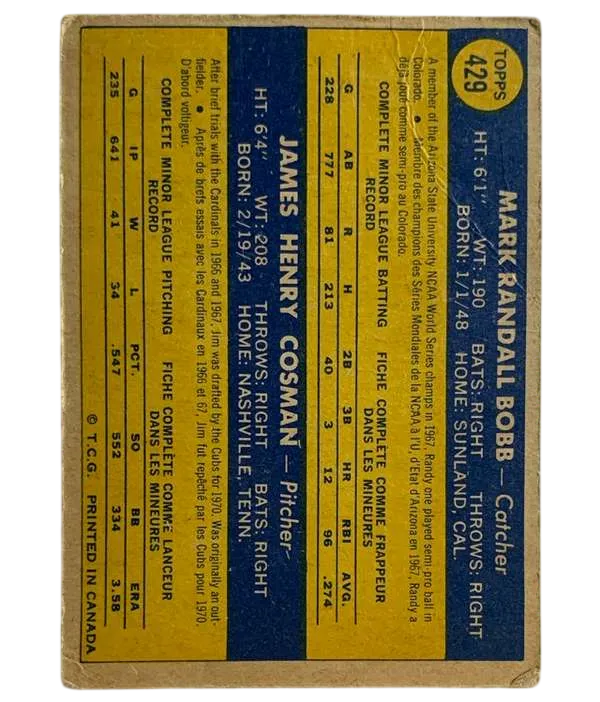 TOPPS
429
MARK RANDALL BOBB — Catcher
HT: 6'1" WT: 190 BATS: RIGHT THROWS: RIGHT
BORN: 1/1/48 HOME: SUNLAND, CAL.
A member of the Arizona State University NCAA World Series champs in 1967, Randy one played semi-pro ball in
Colorado. ● Membre des champions des Séries Mondiales de la NCAA à l'U. d'Etat d'Arizona en 1967, Randy a
déjà joué comme semi-pro au Colorado.
COMPLETE MINOR LEAGUE BATTING RECORD
FICHE COMPLÈTE COMME FRAPPEUR DANS LES MINEURES
G AB R H 2B 3B HR RBI AVG.
228 777 81 213 40 3 12 96 .274
JAMES HENRY COSMAN — Pitcher
HT: 6'4" WT: 208 THROWS: RIGHT BATS: RIGHT
BORN: 2/19/43 HOME: NASHVILLE, TENN.
After brief trials with the Cardinals in 1966 and 1967, Jim was drafted by the Cubs for 1970. Was originally an out-
fielder. ● Après de brefs essais avec les Cardinaux en 1966 et 67, Jim fut repêché par les Cubs pour 1970.
D'abord voltigeur.
COMPLETE MINOR LEAGUE PITCHING RECORD
FICHE COMPLÈTE COMME LANCEUR DANS LES MINEURES
G IP W L PCT. SO BB ERA
235 641 41 34 .547 552 334 3.58
© T.C.G. PRINTED IN CANADA